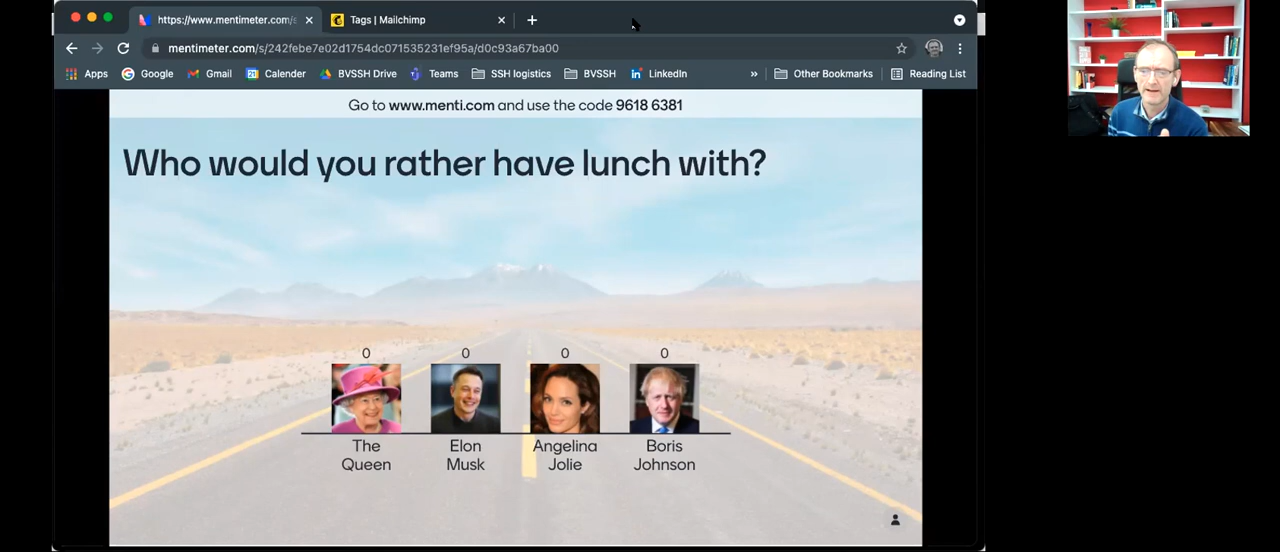 https://www.mentimeter.com/s
Tags | Mailchimp
mentimeter.com/s/242febe7e02d1754dc071535231ef95a/d0c93a67ba00
Apps Google Gmail Calender BVSSH Drive Teams SSH logistics BVSSH LinkedIn » Other Bookmarks Reading List
Go to www.menti.com and use the code 9618 6381
Who would you rather have lunch with?
0 0 0 0
The Elon Angelina Boris
Queen Musk Jolie Johnson